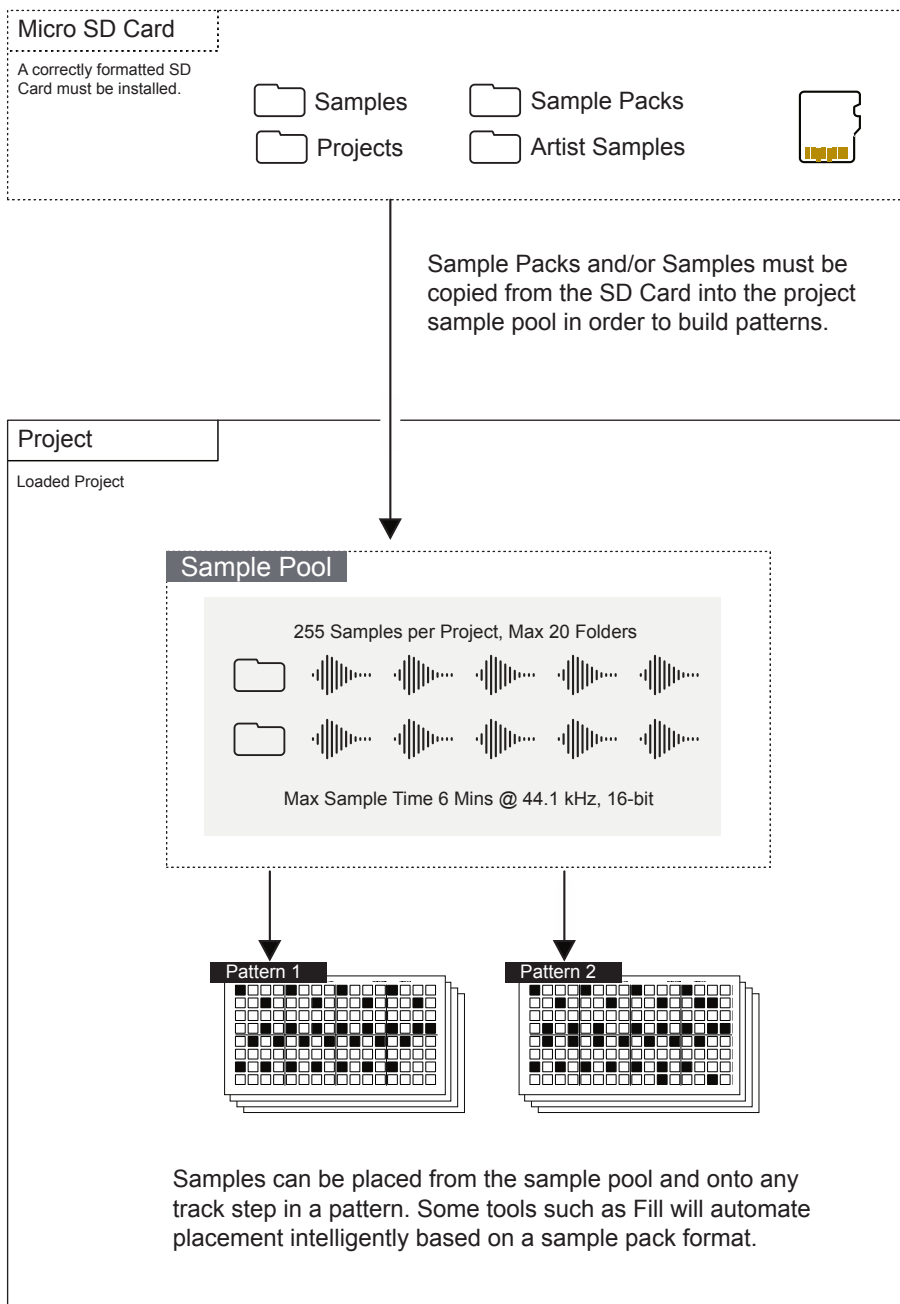 Micro SD Card
A correctly formatted SD
Card must be installed.
Samples
Sample Packs
Projects
Artist Samples
Sample Packs and/or Samples must be
copied from the SD Card into the project
sample pool in order to build patterns.
Project
Loaded Project
Sample Pool
255 Samples per Project, Max 20 Folders
Max Sample Time 6 Mins @ 44.1 kHz, 16-bit
Pattern 1
Pattern 2
Samples can be placed from the sample pool and onto any
track step in a pattern. Some tools such as Fill will automate
placement intelligently based on a sample pack format.